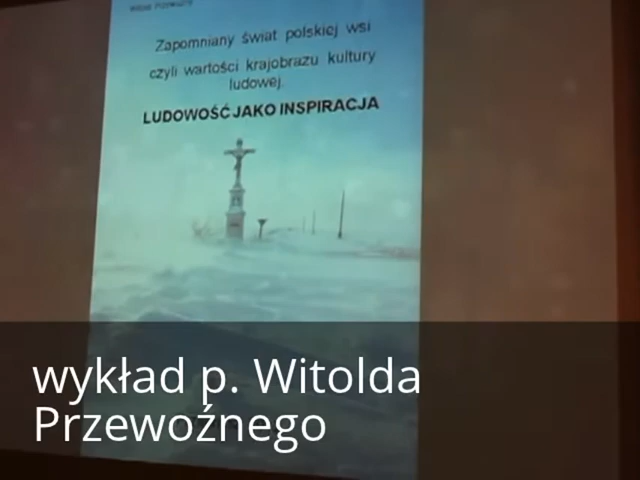 Zapomniany świat polskiej wsi
czyli wartości krajobrazu kultury
ludowej.
LUDOWOŚĆ JAKO INSPIRACJA
wykład p. Witolda
Przewoźnego